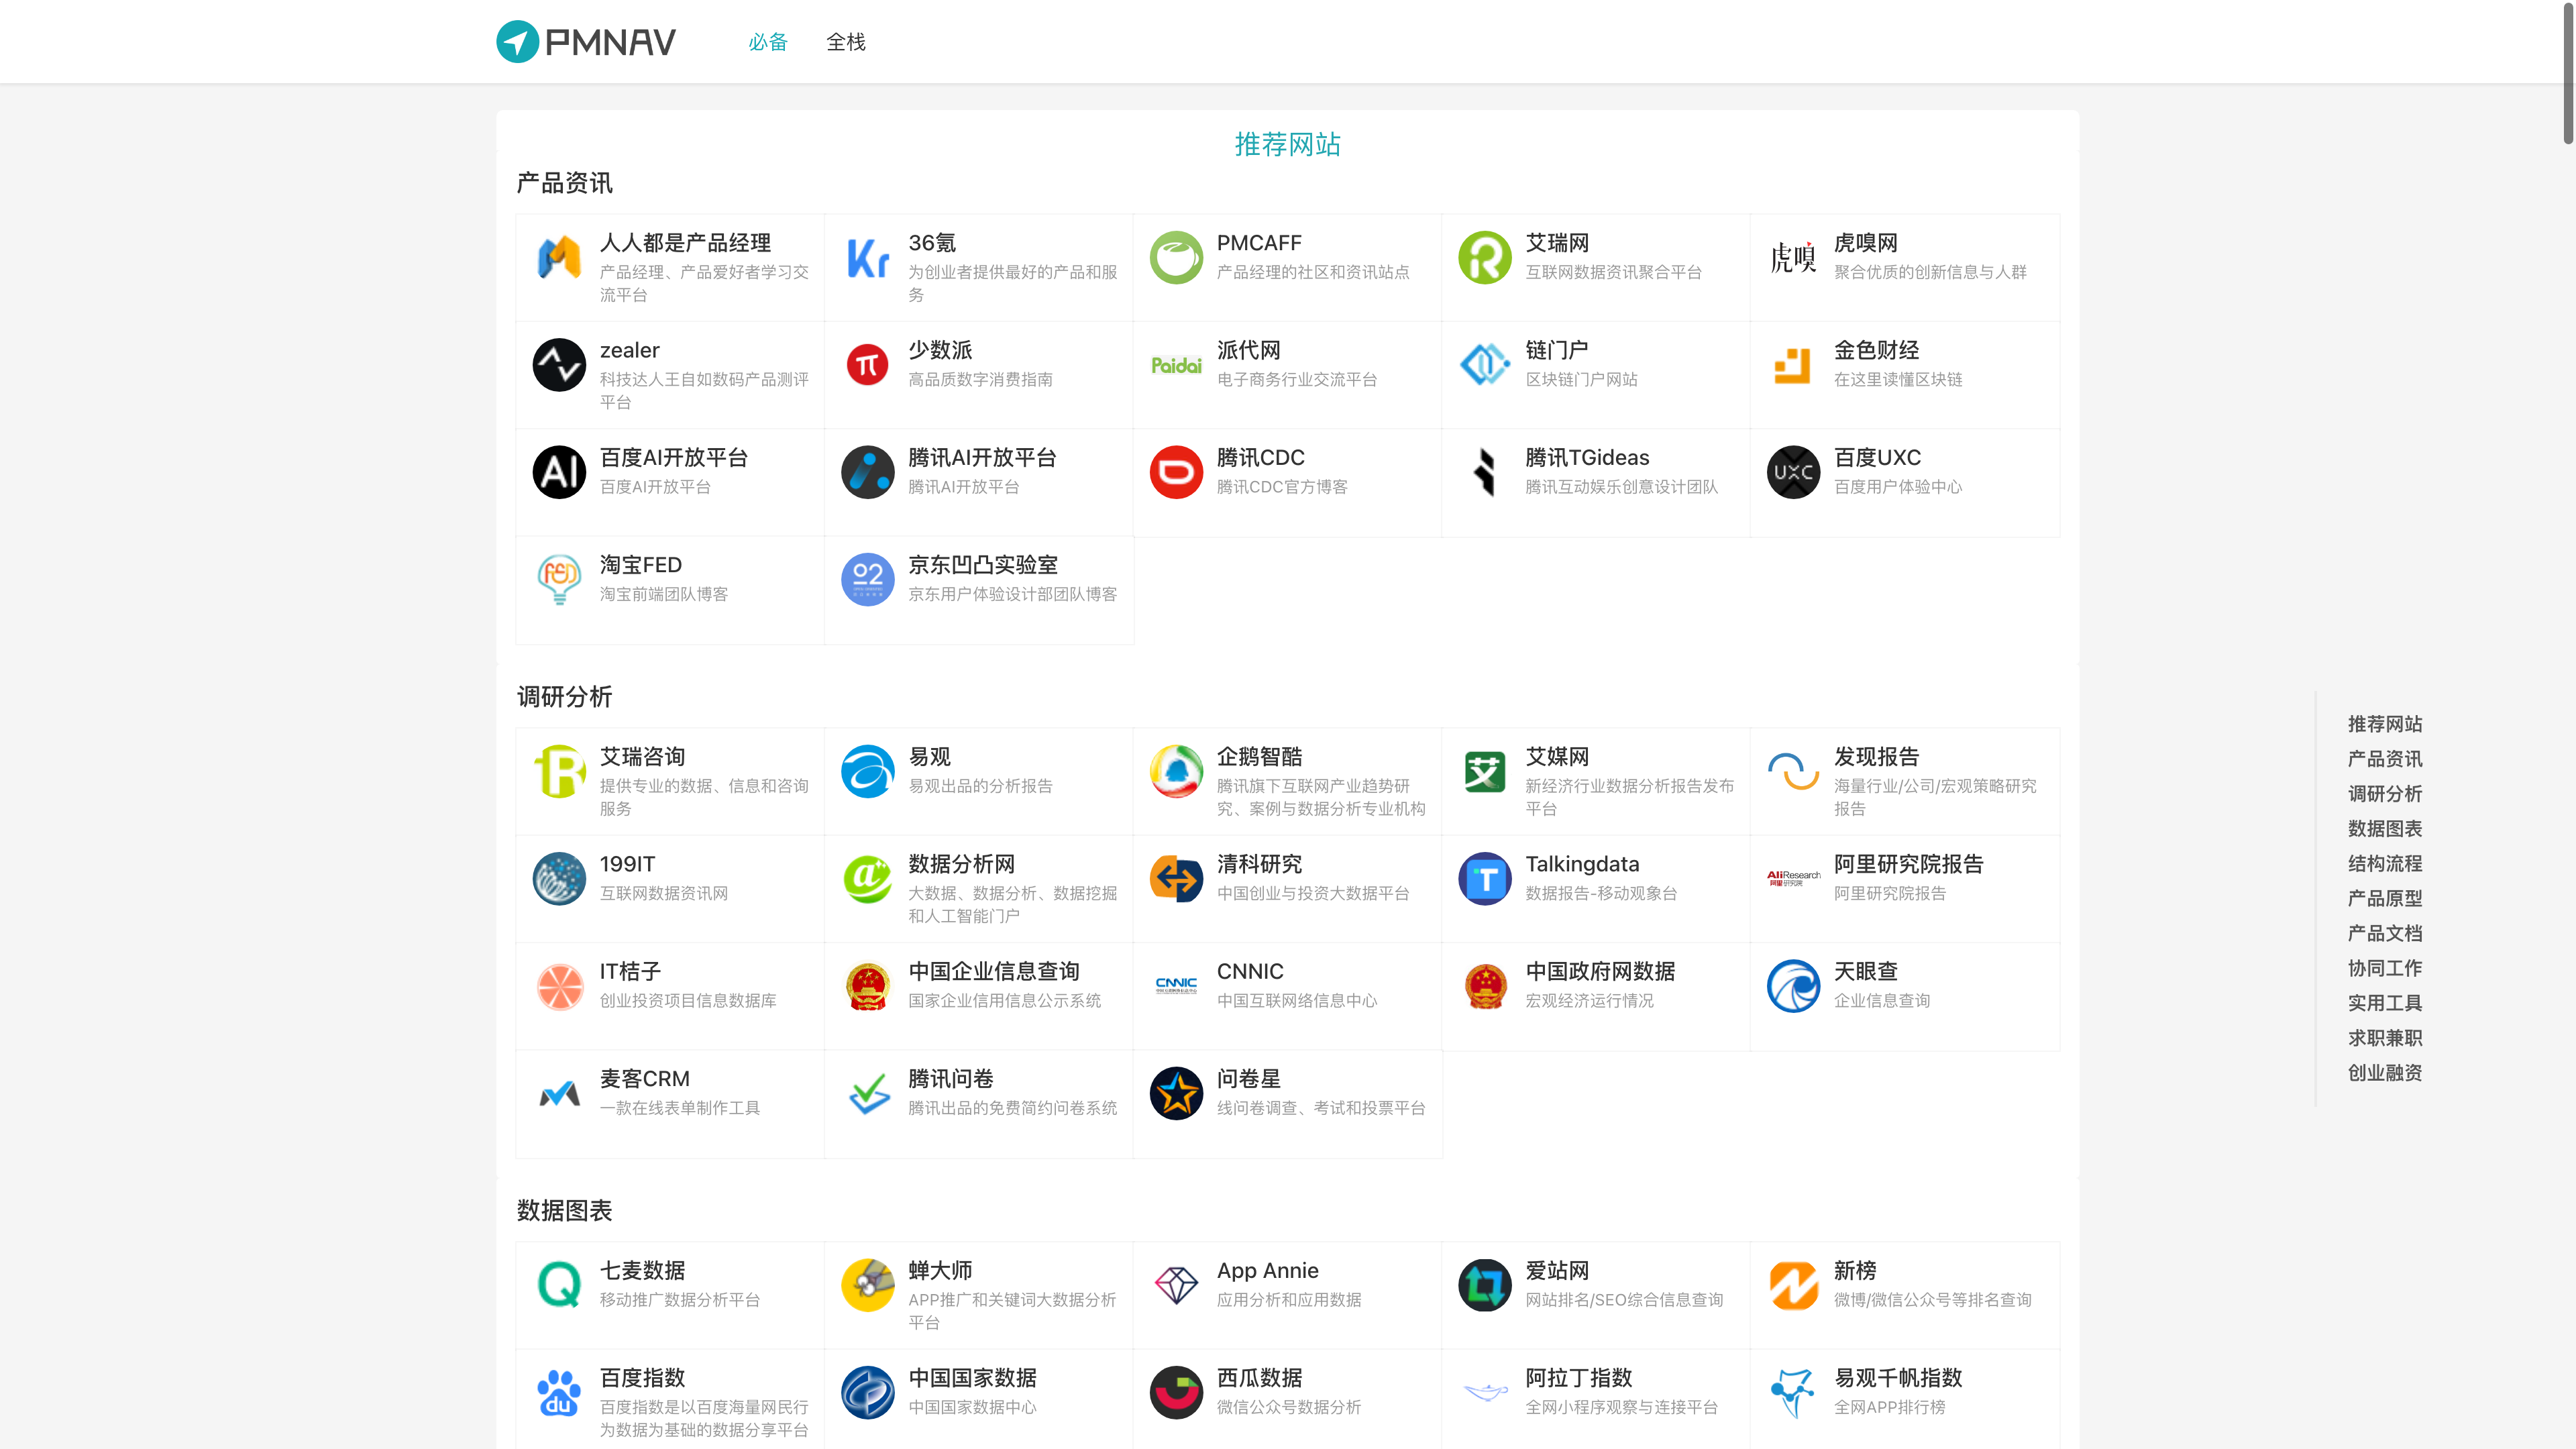 PMNAV
必备
全栈
推荐网站
产品资讯
人人都是产品经理
产品经理、产品爱好者学习交
流平台
36氪
为创业者提供最好的产品和服
务
PMCAFF
产品经理的社区和资讯站点
艾瑞网
互联网数据资讯聚合平台
虎嗅
虎嗅网
聚合优质的创新信息与人群
zealer
科技达人王自如数码产品测评
平台
少数派
高品质数字消费指南
Paidai
派代网
电子商务行业交流平台
链门户
区块链门户网站
金色财经
在这里读懂区块链
AI
百度AI开放平台
百度AI开放平台
腾讯AI开放平台
腾讯AI开放平台
腾讯CDC
腾讯CDC官方博客
腾讯TGideas
腾讯互动娱乐创意设计团队
UXC
百度UXC
百度用户体验中心
FED
淘宝FED
淘宝前端团队博客
京东凹凸实验室
京东用户体验设计部团队博客
调研分析
艾瑞咨询
提供专业的数据、信息和咨询
服务
易观
易观出品的分析报告
企鹅智酷
腾讯旗下互联网产业趋势研
究、案例与数据分析专业机构
艾
艾媒网
新经济行业数据分析报告发布
平台
发现报告
海量行业/公司/宏观策略研究
报告
199IT
互联网数据资讯网
数据分析网
大数据、数据分析、数据挖掘
和人工智能门户
清科研究
中国创业与投资大数据平台
Talkingdata
数据报告-移动观象台
AliResearch
阿里研究院
阿里研究院报告
阿里研究院报告
IT桔子
创业投资项目信息数据库
中国企业信息查询
国家企业信用信息公示系统
CNNIC
CNNIC
中国互联网络信息中心
中国政府网数据
宏观经济运行情况
天眼查
企业信息查询
麦客CRM
一款在线表单制作工具
腾讯问卷
腾讯出品的免费简约问卷系统
问卷星
线问卷调查、考试和投票平台
数据图表
七麦数据
移动推广数据分析平台
蝉大师
APP推广和关键词大数据分析
平台
App Annie
应用分析和应用数据
爱站网
网站排名/SEO综合信息查询
新榜
微博/微信公众号等排名查询
du
百度指数
百度指数是以百度海量网民行
为数据为基础的数据分享平台
中国国家数据
中国国家数据中心
西瓜数据
微信公众号数据分析
阿拉丁指数
全网小程序观察与连接平台
易观千帆指数
全网APP排行榜
推荐网站
产品资讯
调研分析
数据图表
结构流程
产品原型
产品文档
协同工作
实用工具
求职兼职
创业融资